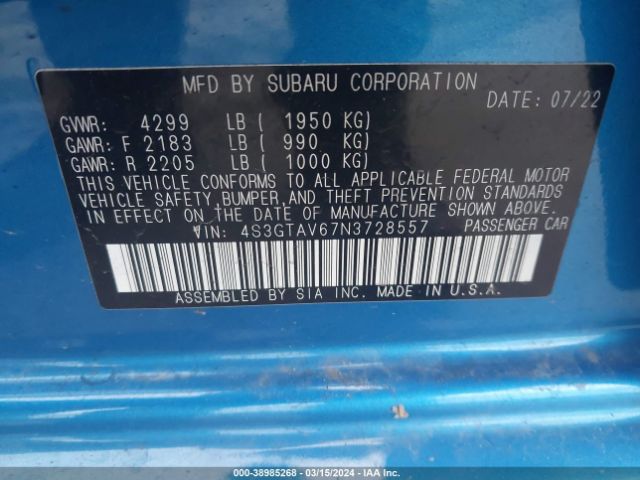 MFD BY SUBARU CORPORATION
DATE: 07/22
GVWR: 4299 LB ( 1950 KG)
GAWR: F 2183 LB ( 990 KG)
GAWR: R 2205 LB ( 1000 KG)
THIS VEHICLE CONFORMS TO ALL APPLICABLE FEDERAL MOTOR
VEHICLE SAFETY, BUMPER, AND THEFT PREVENTION STANDARDS
IN EFFECT ON THE DATE OF MANUFACTURE SHOWN ABOVE.
VIN: 4S3GTAV67N3728557 PASSENGER CAR
ASSEMBLED BY SIA INC. MADE IN U.S.A.
000-38985268 - 03/15/2024 - IAA Inc.